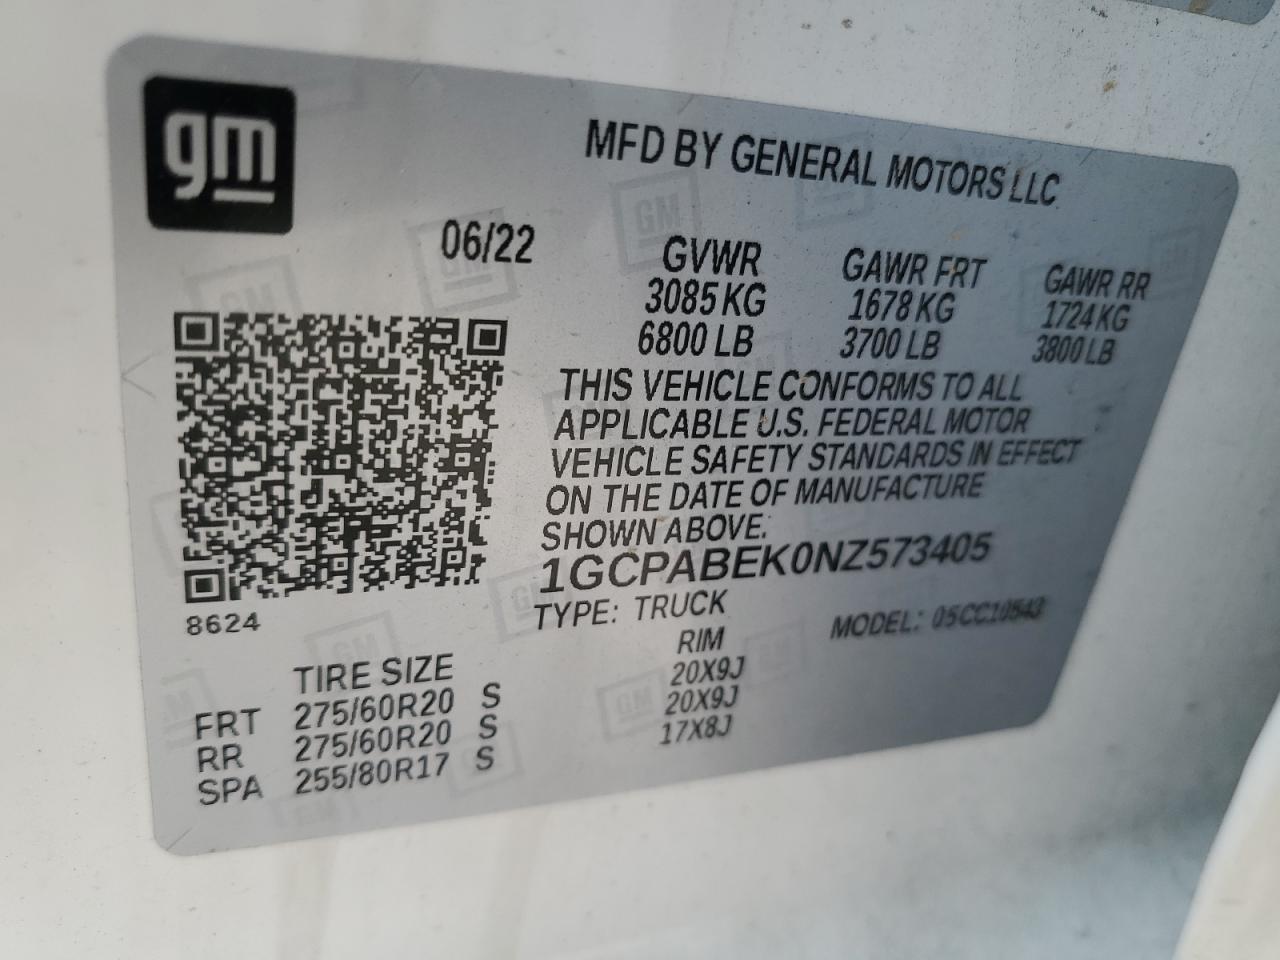 gm
MFD BY GENERAL MOTORS LLC
06/22
GVWR GAWR FRT GAWR RR
3085 KG 1678 KG 1724 KG
6800 LB 3700 LB 3800 LB
THIS VEHICLE CONFORMS TO ALL
APPLICABLE U.S. FEDERAL MOTOR
VEHICLE SAFETY STANDARDS IN EFFECT
ON THE DATE OF MANUFACTURE
SHOWN ABOVE.
1GCPABEK0NZ573405
8624
TYPE: TRUCK MODEL: 05CC10543
TIRE SIZE RIM
FRT 275/60R20 S 20X9J
RR 275/60R20 S 20X9J
SPA 255/80R17 S 17X8J